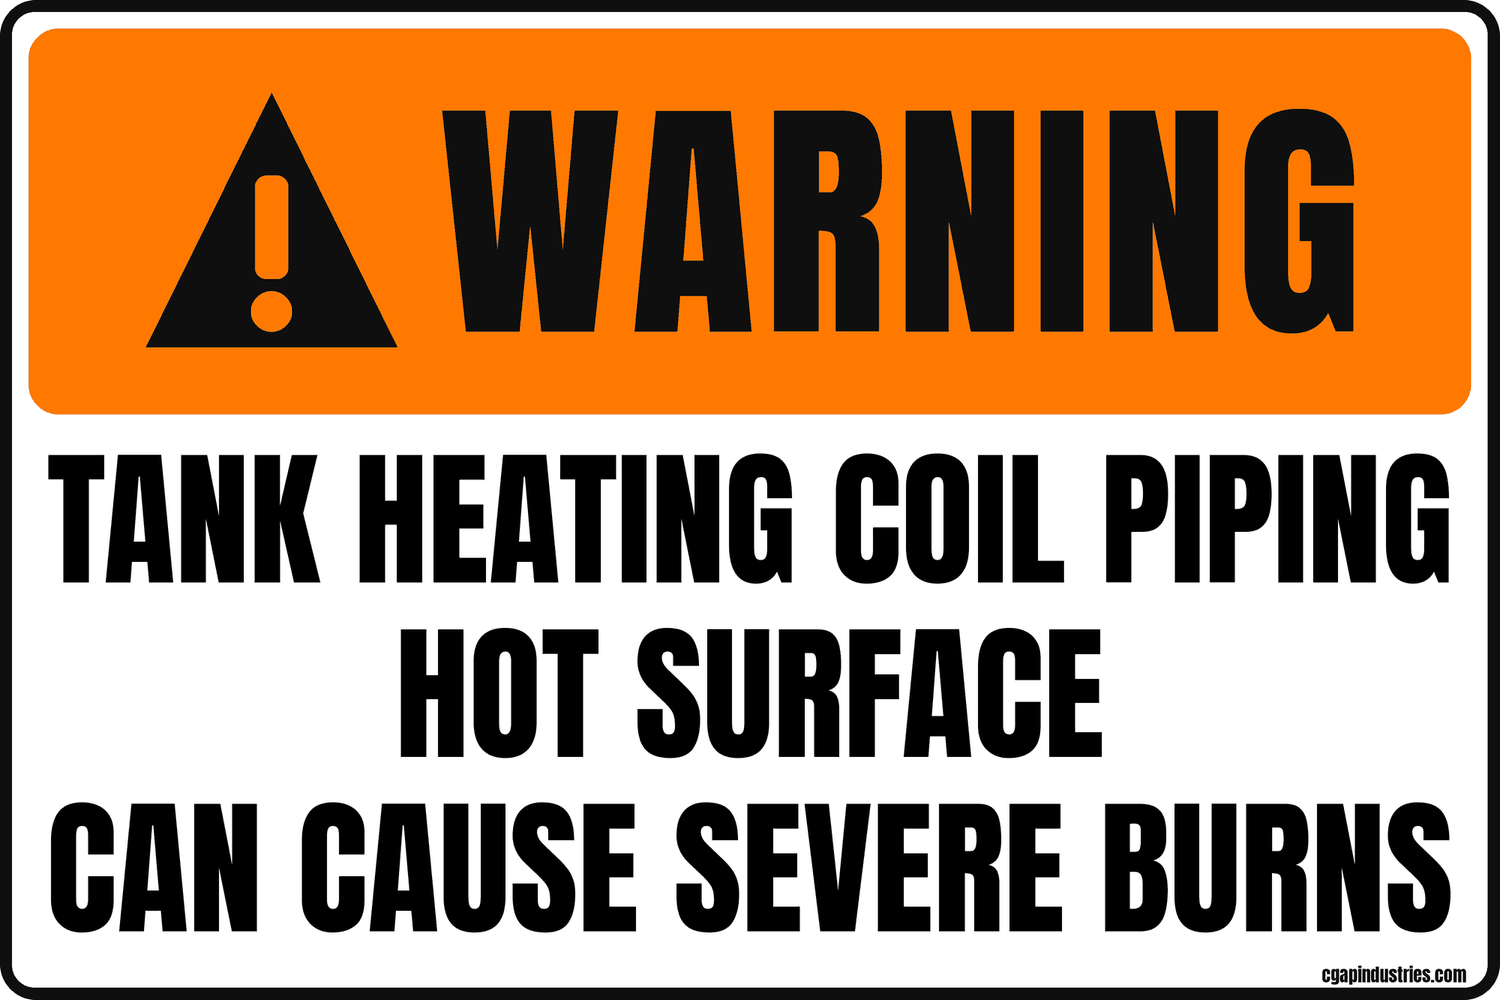 WARNING
TANK HEATING COIL PIPING
HOT SURFACE
CAN CAUSE SEVERE BURNS
cgapindustries.com